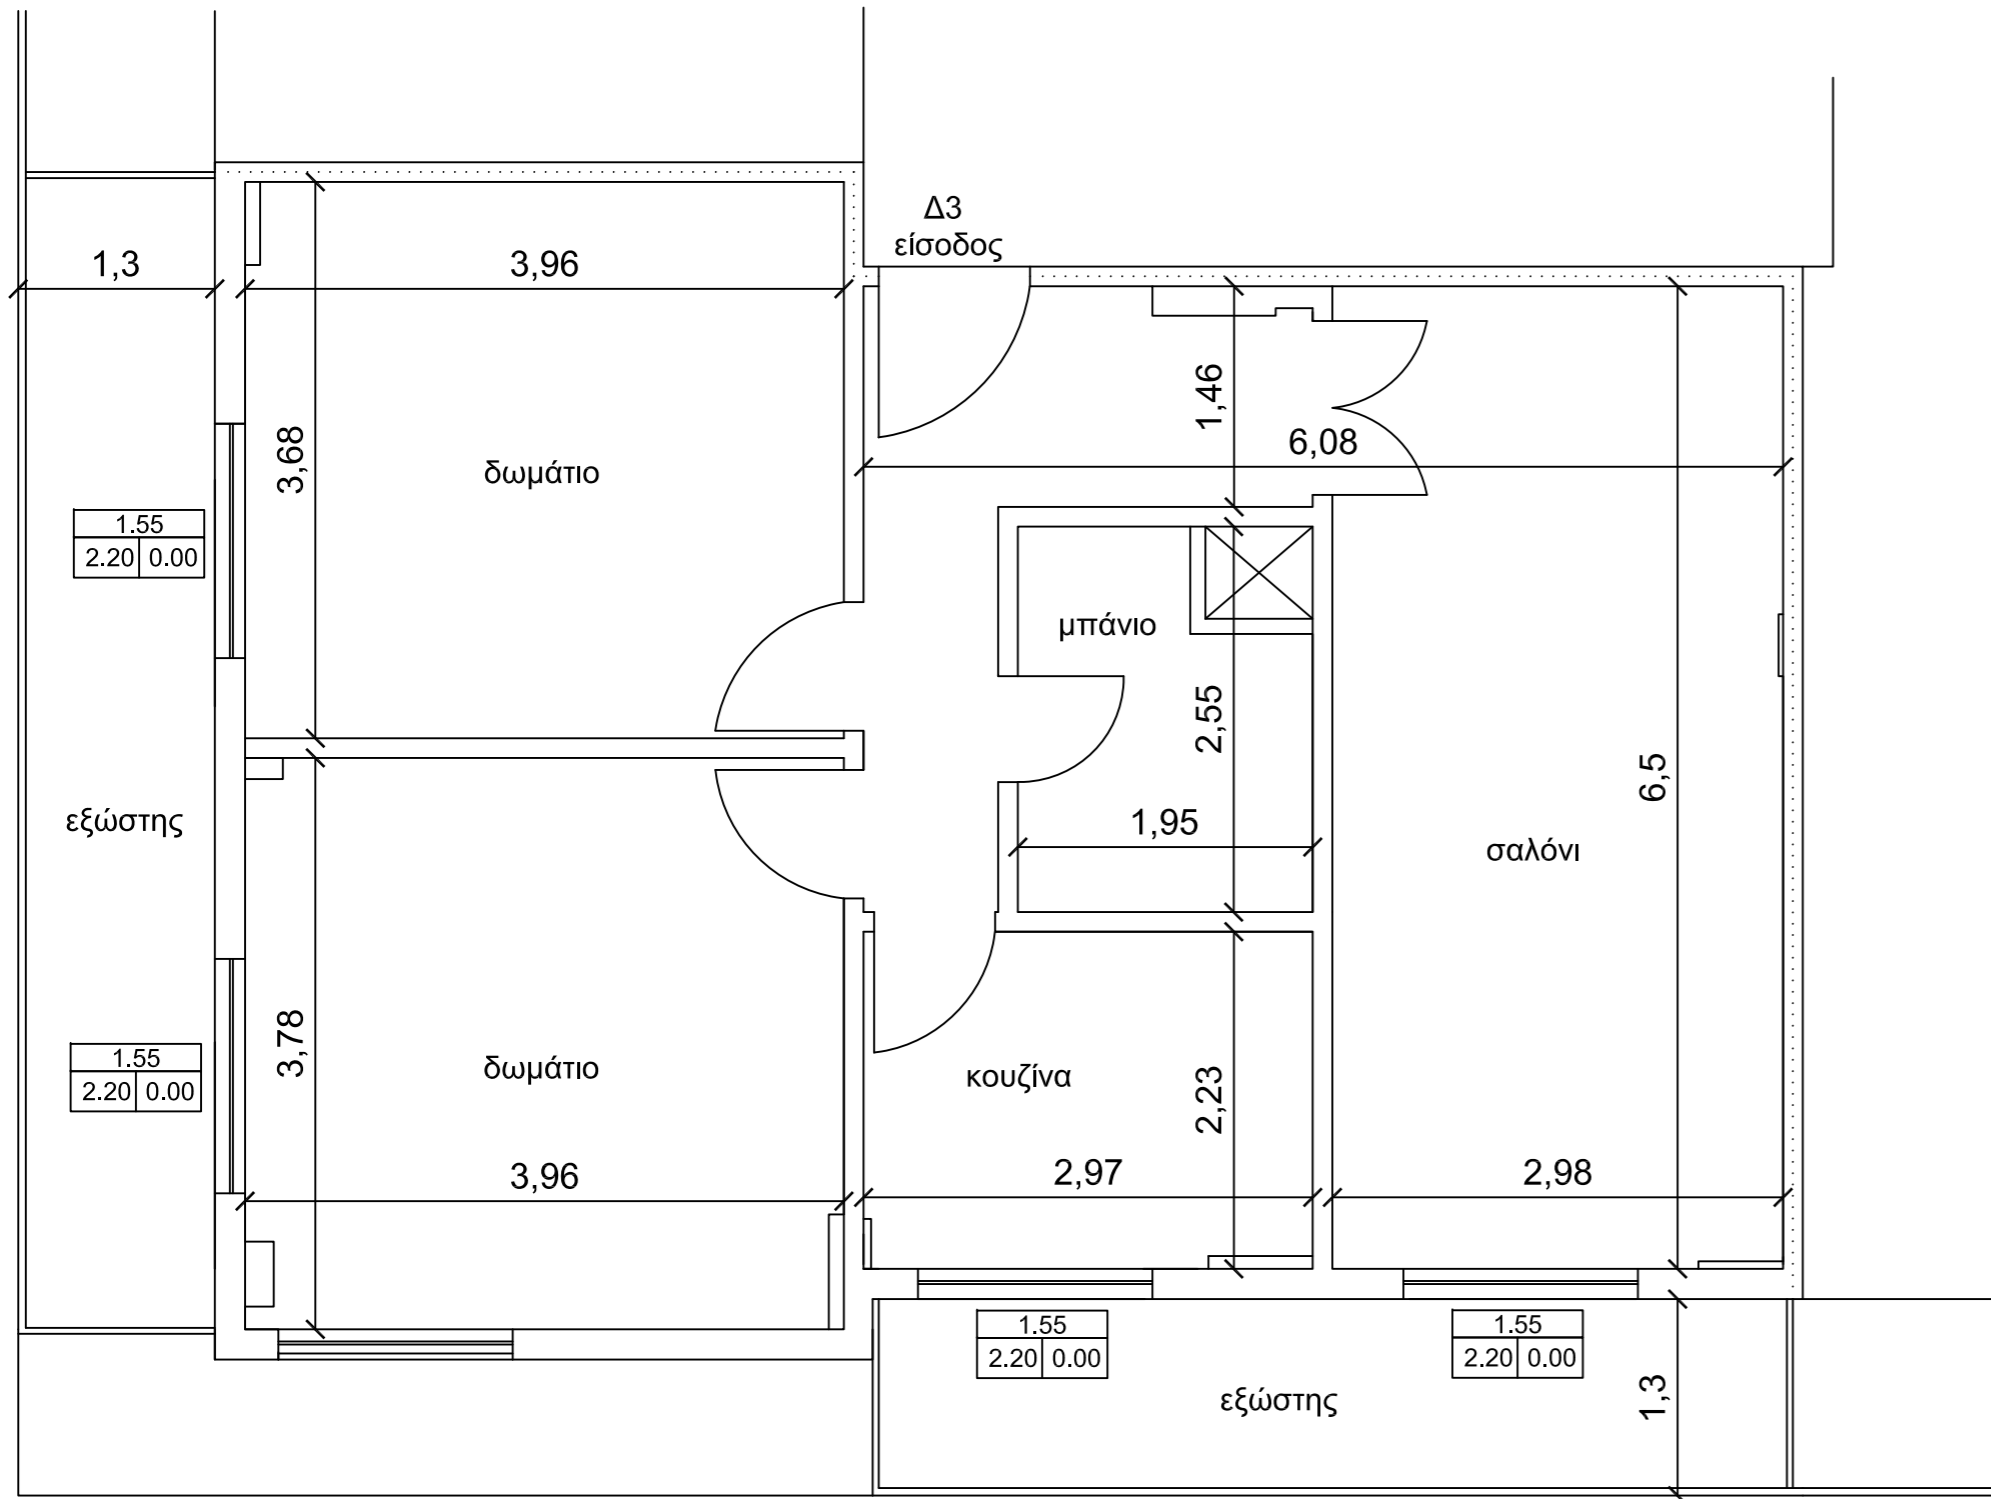 Δ3
είσοδος
1,3
3,96
1,46
6,08
3,68
δωμάτιο
1.55
2.20 0.00
μπάνιο
2,55
6,5
εξώστης
1,95
σαλόνι
3,78
1.55
2.20 0.00
δωμάτιο
κουζίνα
2,23
3,96
2,97
2,98
1.55
2.20 0.00
1.55
2.20 0.00
εξώστης
1,3